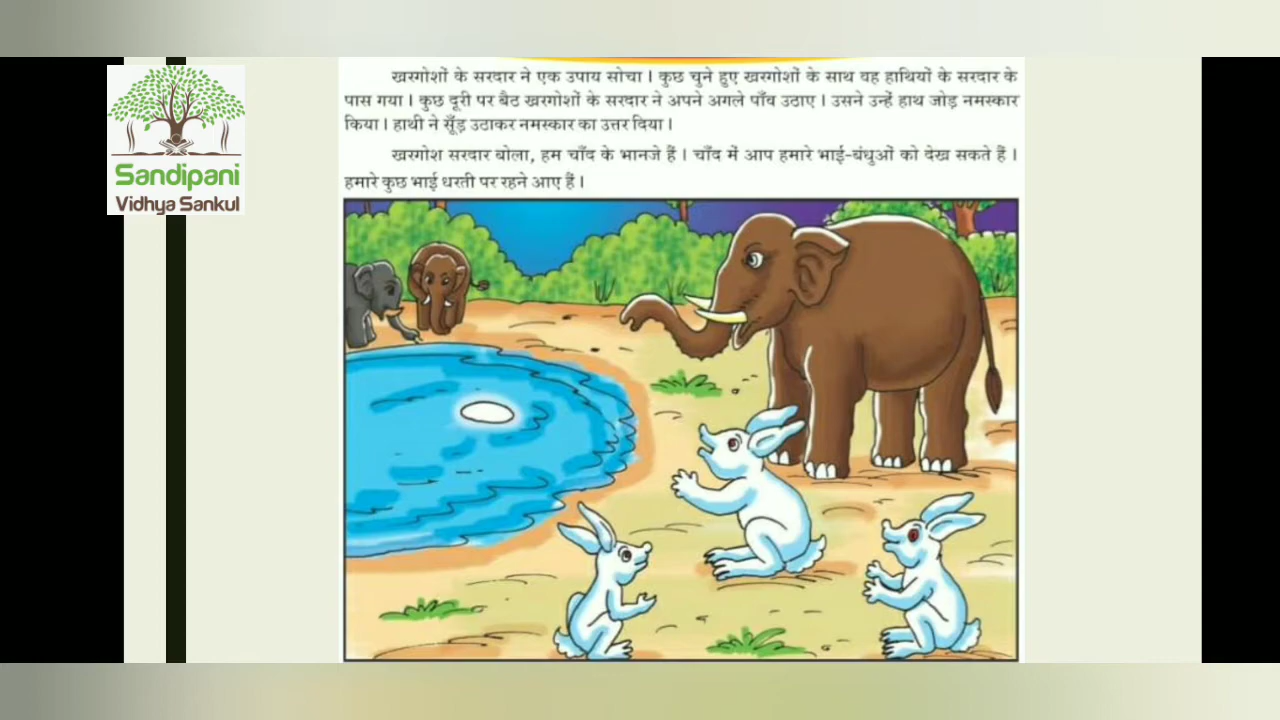 Sandipani
Vidhya Sankul
खरगोशों के सरदार ने एक उपाय सोचा । कुछ चुने हुए खरगोशों के साथ वह हाथियों के सरदार के
पास गया । कुछ दूरी पर बैठ खरगोशों के सरदार ने अपने अगले पाँव उठाए । उसने उन्हें हाथ जोड़ नमस्कार
किया । हाथी ने सूँड़ उठाकर नमस्कार का उत्तर दिया ।
खरगोश सरदार बोला, हम चाँद के भानजे हैं । चाँद में आप हमारे भाई-बंधुओं को देख सकते हैं ।
हमारे कुछ भाई धरती पर रहने आए हैं ।